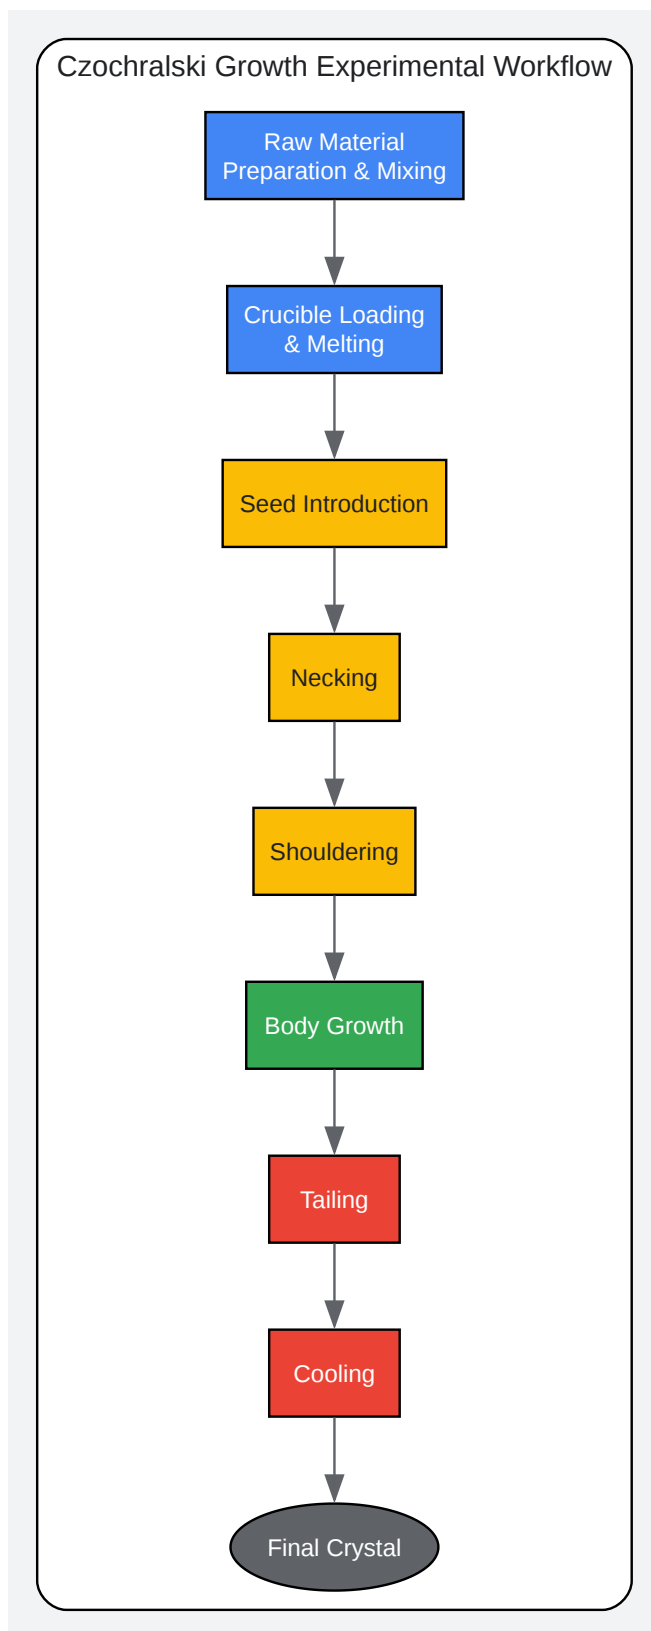 Czochralski Growth Experimental Workflow
Raw Material
Preparation & Mixing
Crucible Loading
& Melting
Seed Introduction
Necking
Shouldering
Body Growth
Tailing
Cooling
Final Crystal